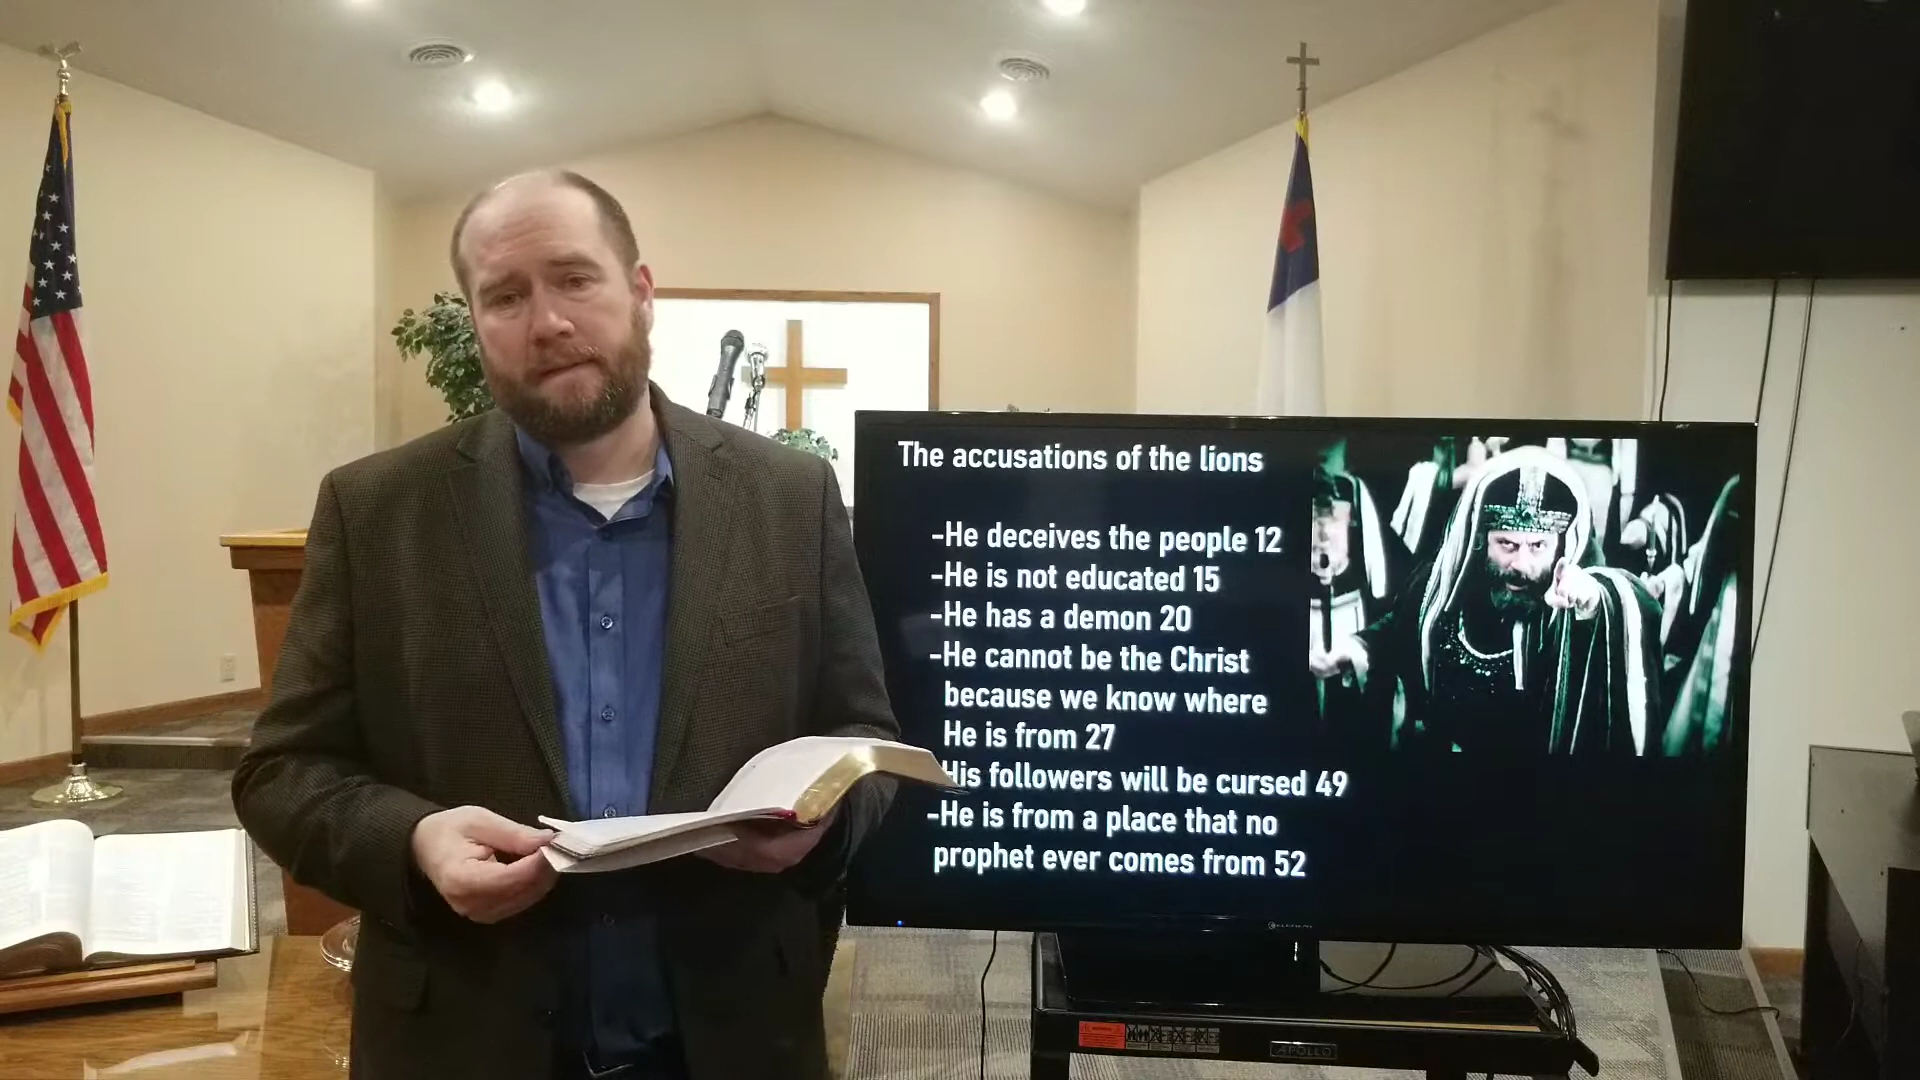 The accusations of the lions
-He deceives the people 12
-He is not educated 15
-He has a demon 20
-He cannot be the Christ
because we know where
He is from 27
His followers will be cursed 49
-He is from a place that no
prophet ever comes from 52
APOLLO